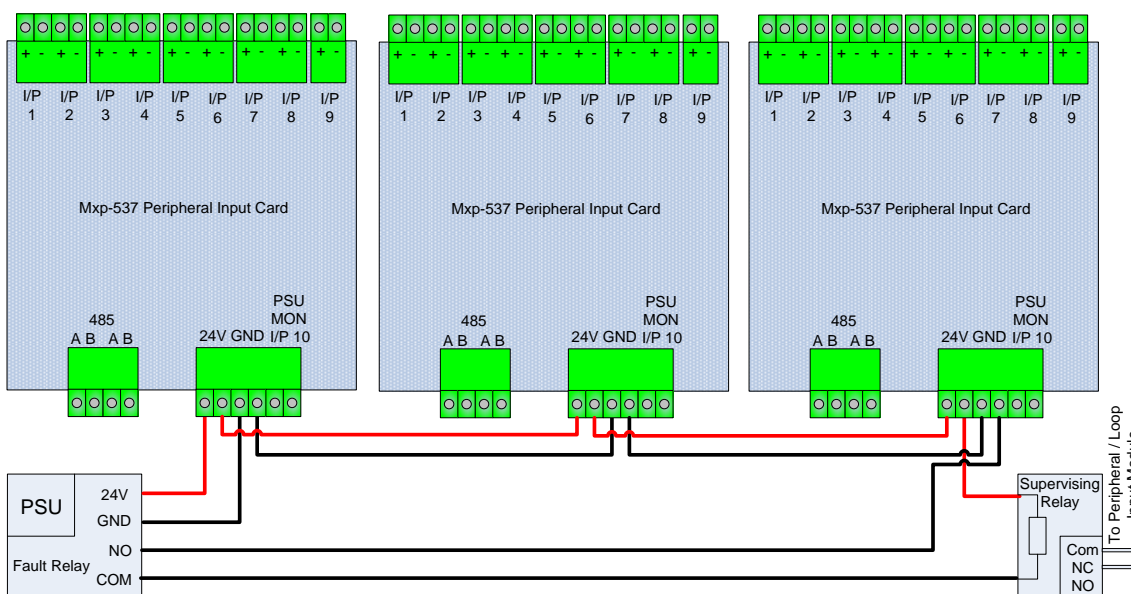 + - + - + - + - + - + - + - + - + -
I/P I/P I/P I/P I/P I/P I/P I/P I/P
1 2 3 4 5 6 7 8 9
Mxp-537 Peripheral Input Card
485
A B A B
PSU
MON
24V GND I/P 10
+ - + - + - + - + - + - + - + - + -
I/P I/P I/P I/P I/P I/P I/P I/P I/P
1 2 3 4 5 6 7 8 9
Mxp-537 Peripheral Input Card
485
A B A B
PSU
MON
24V GND I/P 10
+ - + - + - + - + - + - + - + - + -
I/P I/P I/P I/P I/P I/P I/P I/P I/P
1 2 3 4 5 6 7 8 9
Mxp-537 Peripheral Input Card
485
A B A B
PSU
MON
24V GND I/P 10
PSU
24V
GND
NO
Fault Relay
COM
Supervising
Relay
Com
NC
NO
To Peripheral / Loop
Input Module